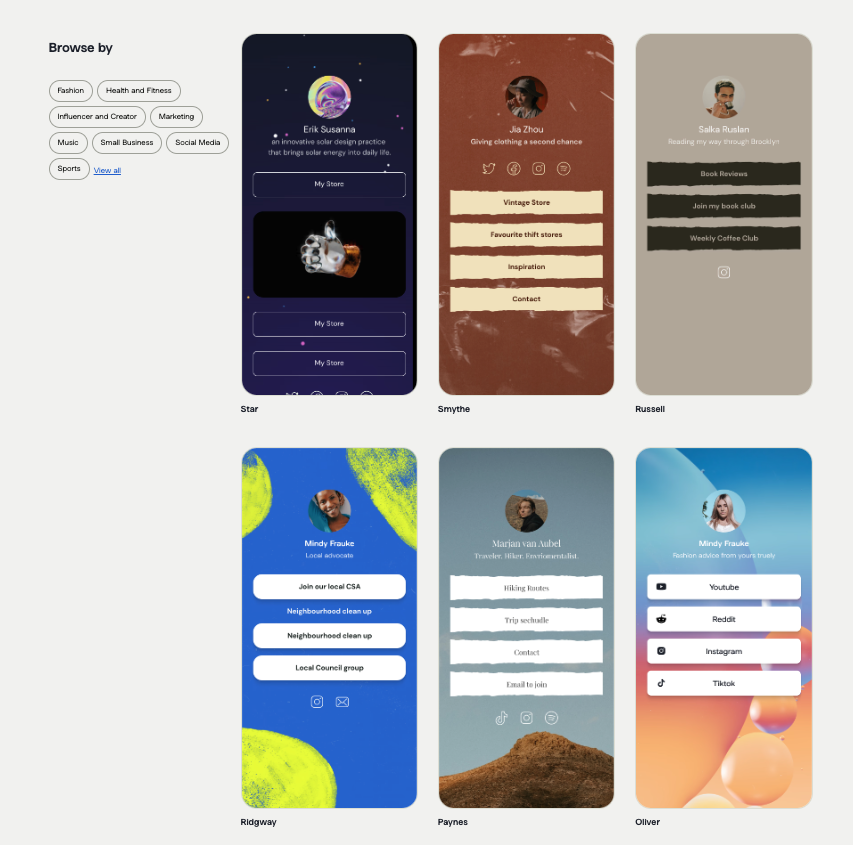 Browse by
Fashion
Health and Fitness
Influencer and Creator
Marketing
Music
Small Business
Social Media
Sports
View all
Erik Susanna
an innovative solar design practice
that brings solar energy into daily life.
My Store
My Store
My Store
Star
Jia Zhou
Giving clothing a second chance
Vintage Store
Favourite thift stores
Inspiration
Contact
Smythe
Salka Ruslan
Reading my way through Brooklyn
Book Reviews
Join my book club
Weekly Coffee Club
Russell
Mindy Frauke
Local advocate
Join our local CSA
Neighbourhood clean up
Neighbourhood clean up
Local Council group
Ridgway
Marjan van Aubel
Traveler. Hiker. Enviromentalist.
Hiking Routes
Trip sechudle
Contact
Email to join
Paynes
Mindy Frauke
Fashion advice from yours truely
Youtube
Reddit
Instagram
Tiktok
Oliver